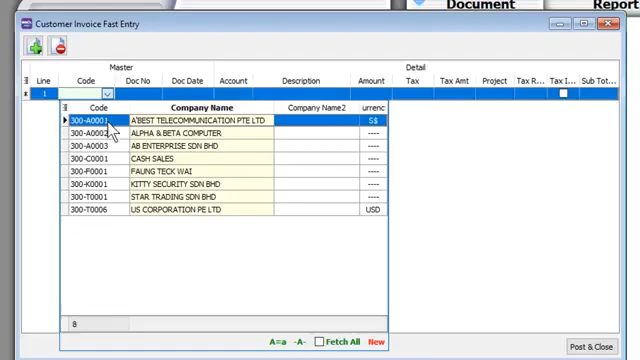 Document
Report
Customer Invoice Fast Entry
Master Detail
Line Code Doc No Doc Date Account Description Amount Tax Tax Amt Project Tax R... Tax I... Sub Tot...
1
Code Company Name Company Name2 urrenc
300-A0001 A'BEST TELECOMMUNICATION PTE LTD S$
300-A0002 ALPHA & BETA COMPUTER ----
300-A0003 AB ENTERPRISE SDN BHD ----
300-C0001 CASH SALES ----
300-F0001 FAUNG TECK WAI ----
300-K0001 KITTY SECURITY SDN BHD ----
300-T0001 STAR TRADING SDN BHD ----
300-T0006 US CORPORATION PE LTD USD
8
A=a -A- Fetch All New
Post & Close